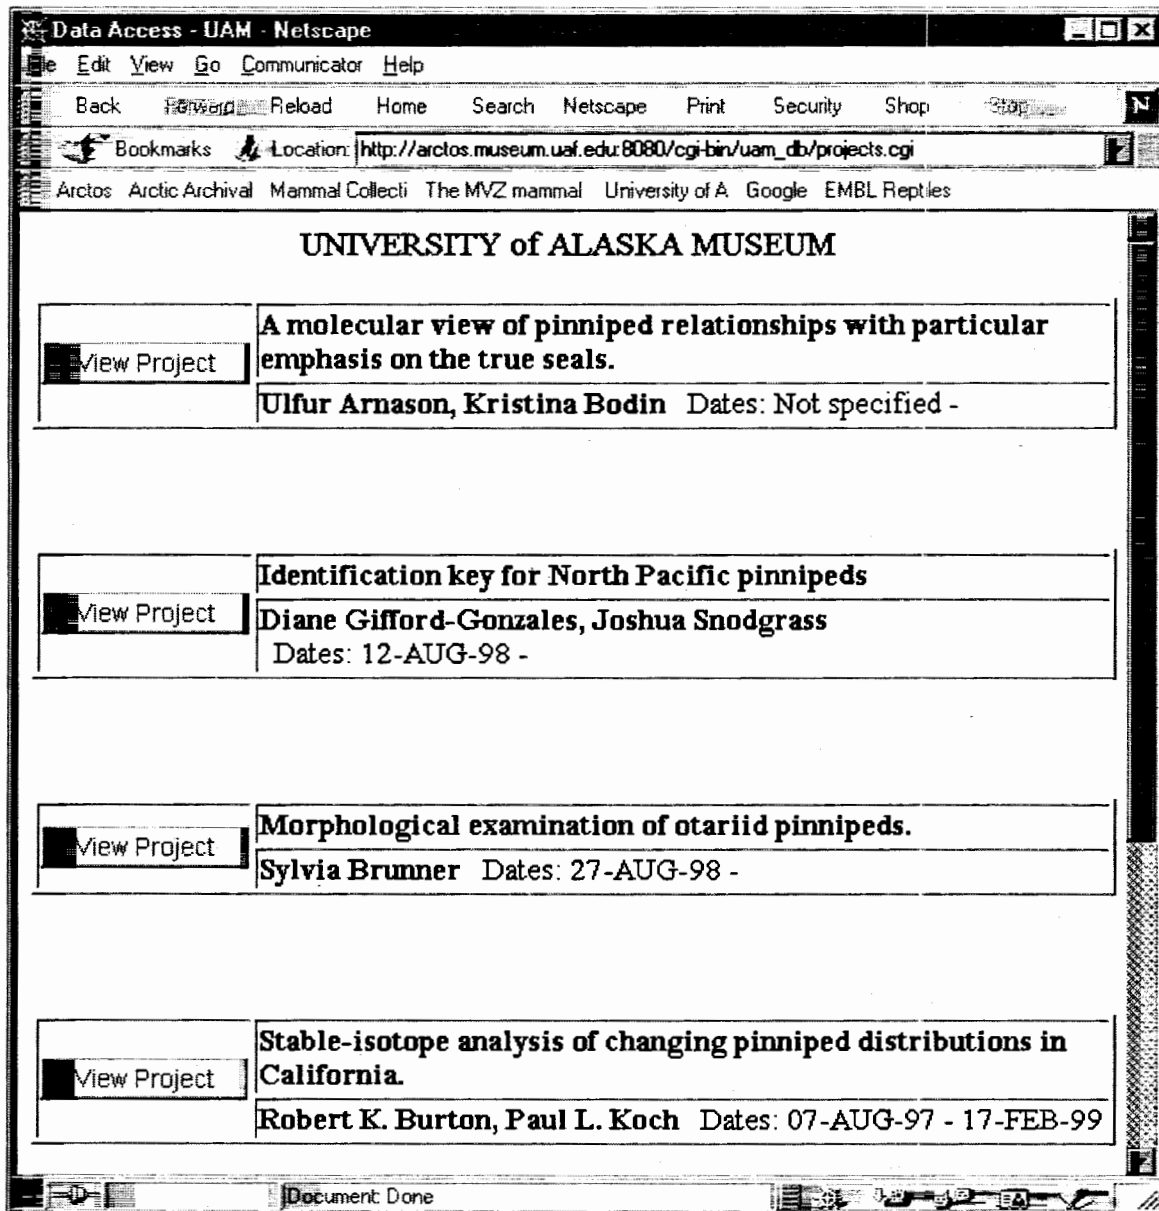 Data Access - UAM - Netscape
Edit View Go Communicator Help
Back Forward Reload Home Search Netscape Print Security Shop Stop N
Bookmarks Location: http://arctos.museum.uaf.edu:8080/cgi-bin/uam_db/projects.cgi
Arctos Arctic Archival Mammal Collecti The MVZ mammal University of A Google EMBL Reptiles
UNIVERSITY of ALASKA MUSEUM
A molecular view of pinniped relationships with particular
emphasis on the true seals.
View Project
Ulfur Arnason, Kristina Bodin Dates: Not specified -
Identification key for North Pacific pinnipeds
View Project
Diane Gifford-Gonzales, Joshua Snodgrass
Dates: 12-AUG-98 -
Morphological examination of otariid pinnipeds.
View Project
Sylvia Brunner Dates: 27-AUG-98 -
Stable-isotope analysis of changing pinniped distributions in
California.
View Project
Robert K. Burton, Paul L. Koch Dates: 07-AUG-97 - 17-FEB-99
Document: Done